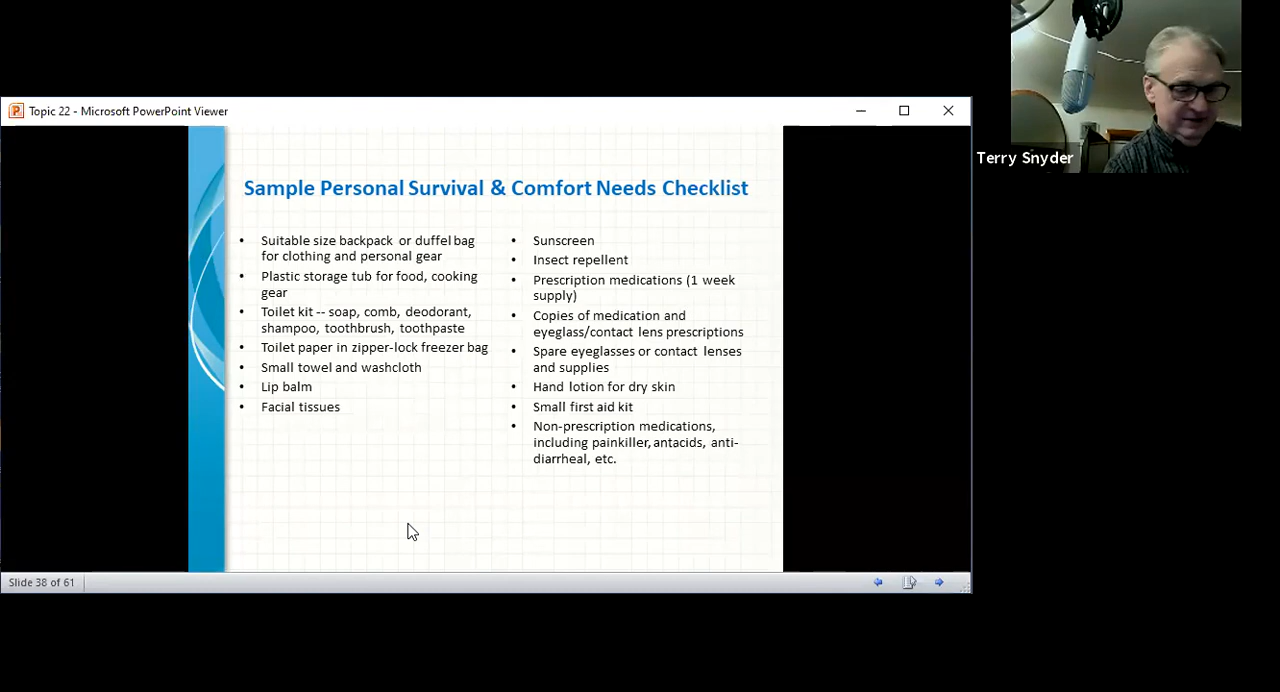 Topic 22 - Microsoft PowerPoint Viewer
Terry Snyder
Sample Personal Survival & Comfort Needs Checklist
• Suitable size backpack or duffel bag
for clothing and personal gear
• Plastic storage tub for food, cooking
gear
• Toilet kit -- soap, comb, deodorant,
shampoo, toothbrush, toothpaste
• Toilet paper in zipper-lock freezer bag
• Small towel and washcloth
• Lip balm
• Facial tissues
• Sunscreen
• Insect repellent
• Prescription medications (1 week
supply)
• Copies of medication and
eyeglass/contact lens prescriptions
• Spare eyeglasses or contact lenses
and supplies
• Hand lotion for dry skin
• Small first aid kit
• Non-prescription medications,
including painkiller, antacids, anti-
diarrheal, etc.
Slide 38 of 61